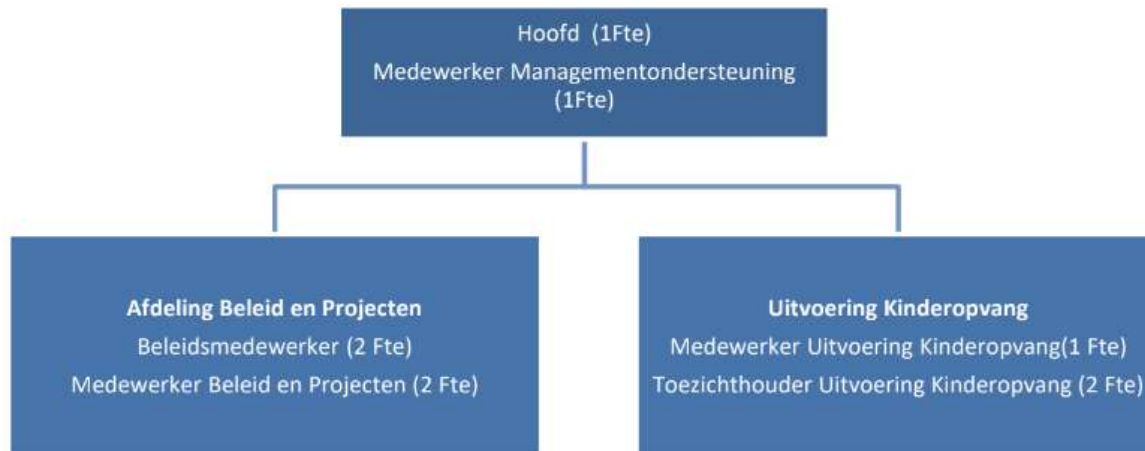 Hoofd (1Fte)
Medewerker Managementondersteuning
(1Fte)
Afdeling Beleid en Projecten
Beleidsmedewerker (2 Fte)
Medewerker Beleid en Projecten (2 Fte)
Uitvoering Kinderopvang
Medewerker Uitvoering Kinderopvang(1 Fte)
Toezichthouder Uitvoering Kinderopvang (2 Fte)